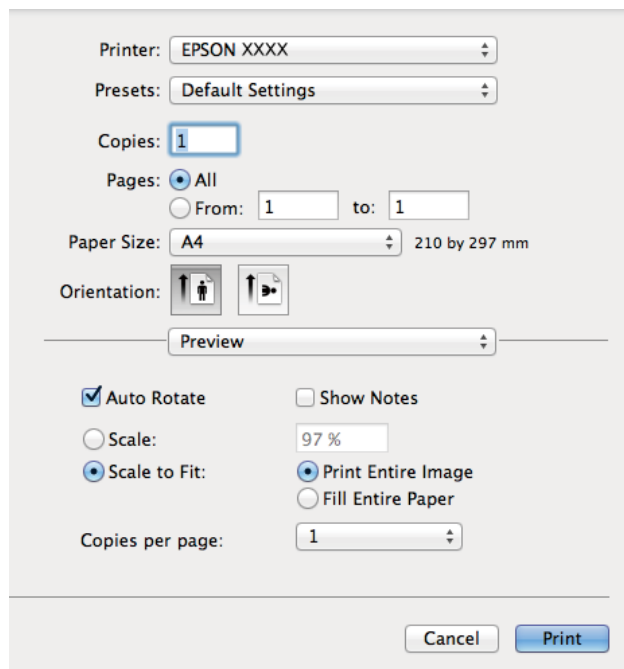 Printer: EPSON XXXX
Presets: Default Settings
Copies: 1
Pages: All
From: 1 to: 1
Paper Size: A4 210 by 297 mm
Orientation:
Preview
Auto Rotate Show Notes
Scale: 97 %
Scale to Fit: Print Entire Image
Fill Entire Paper
Copies per page: 1
Cancel Print